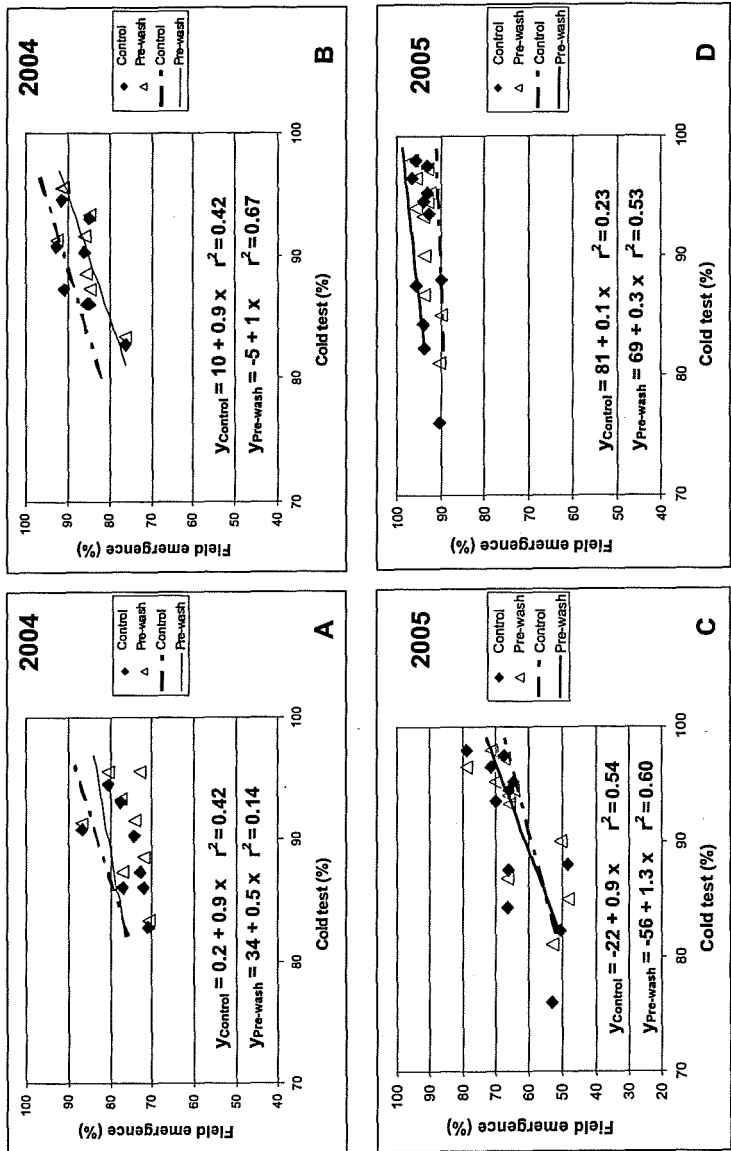 2004
A
Field emergence (%)
100
90
80
70
60
50
40
70
80
90
100
Cold test (%)
Control
Pre-wash
Control
Pre-wash
yControl = 0.2 + 0.9 x r²= 0.42
yPre-wash = 34 + 0.5 x r²= 0.14
2004
B
Field emergence (%)
100
90
80
70
60
50
40
70
80
90
100
Cold test (%)
Control
Pre-wash
Control
Pre-wash
yControl = 10 + 0.9 x r²= 0.42
yPre-wash = -5 + 1 x r²= 0.67
2005
C
Field emergence (%)
100
90
80
70
60
50
40
30
20
70
80
90
100
Cold test (%)
Control
Pre-wash
Control
Pre-wash
yControl = -22 + 0.9 x r²= 0.54
yPre-wash = -56 + 1.3 x r²= 0.60
2005
D
Field emergence (%)
100
90
80
70
60
50
40
30
20
70
80
90
100
Cold test (%)
Control
Pre-wash
Control
Pre-wash
yControl = 81 + 0.1 x r²= 0.23
yPre-wash = 69 + 0.3 x r²= 0.53